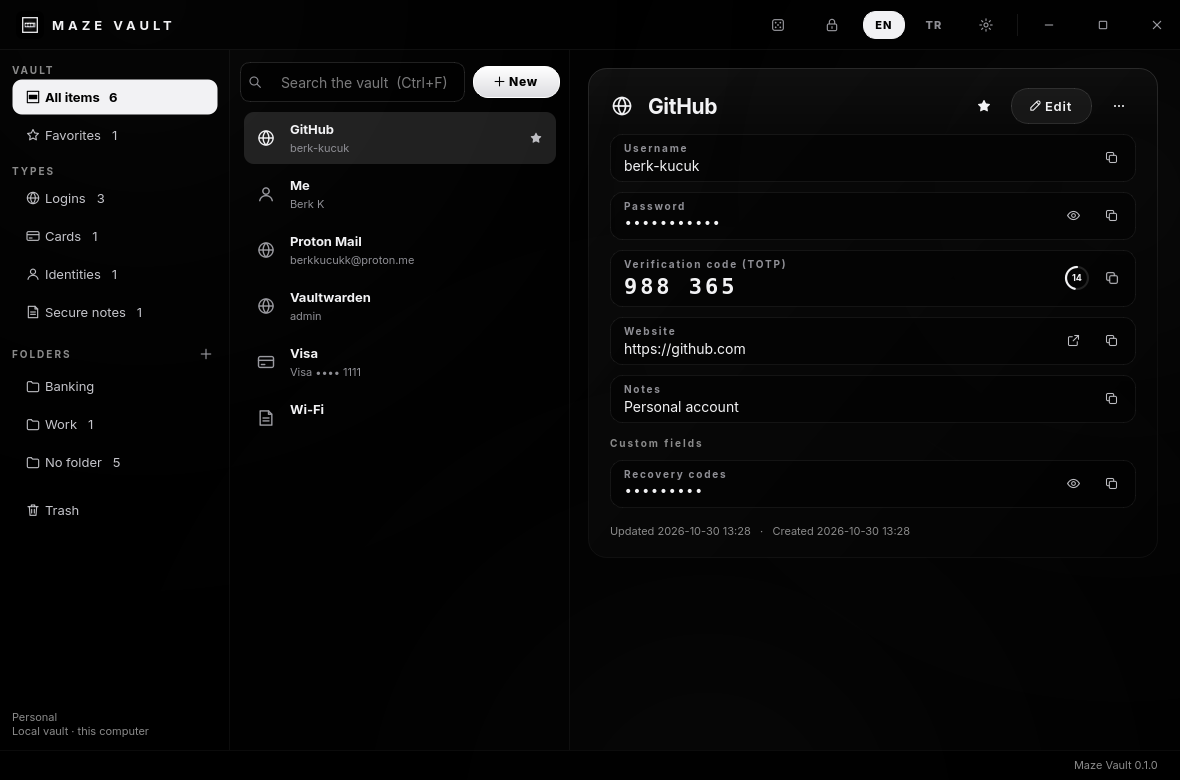 MAZE VAULT
EN
TR
VAULT
All items 6
Favorites 1
TYPES
Logins 3
Cards 1
Identities 1
Secure notes 1
FOLDERS
Banking
Work 1
No folder 5
Trash
Personal
Local vault · this computer
Search the vault (Ctrl+F)
New
GitHub
berk-kucuk
Me
Berk K
Proton Mail
berkkucukk@proton.me
Vaultwarden
admin
Visa
Visa •••• 1111
Wi-Fi
GitHub
Edit
Username
berk-kucuk
Password
•••••••••••
Verification code (TOTP)
988 365
14
Website
https://github.com
Notes
Personal account
Custom fields
Recovery codes
•••••••••
Updated 2026-10-30 13:28 · Created 2026-10-30 13:28
Maze Vault 0.1.0